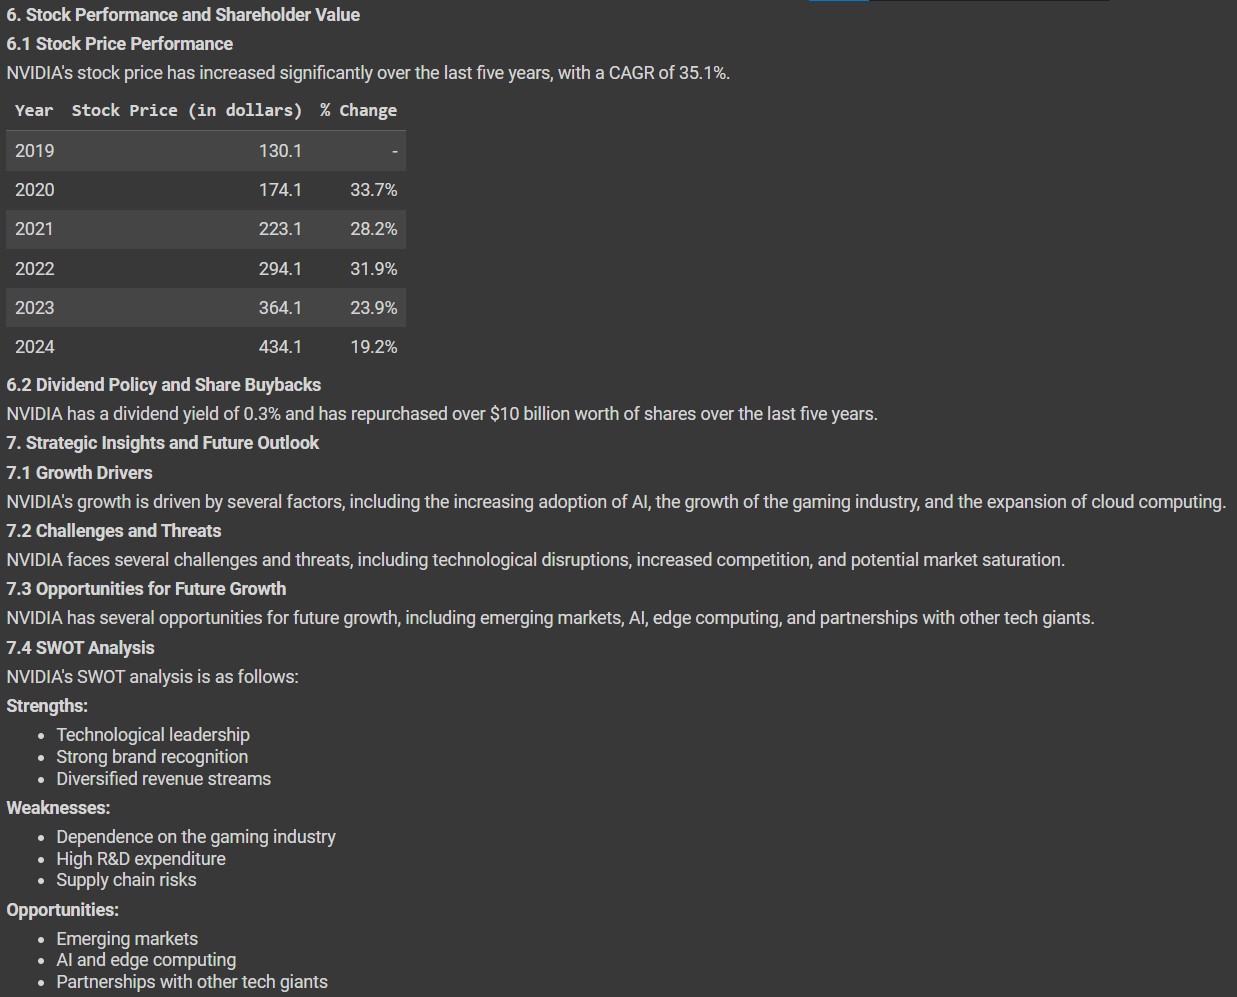 6. Stock Performance and Shareholder Value
6.1 Stock Price Performance
NVIDIA's stock price has increased significantly over the last five years, with a CAGR of 35.1%.
Year Stock Price (in dollars) % Change
2019 130.1 -
2020 174.1 33.7%
2021 223.1 28.2%
2022 294.1 31.9%
2023 364.1 23.9%
2024 434.1 19.2%
6.2 Dividend Policy and Share Buybacks
NVIDIA has a dividend yield of 0.3% and has repurchased over $10 billion worth of shares over the last five years.
7. Strategic Insights and Future Outlook
7.1 Growth Drivers
NVIDIA's growth is driven by several factors, including the increasing adoption of AI, the growth of the gaming industry, and the expansion of cloud computing.
7.2 Challenges and Threats
NVIDIA faces several challenges and threats, including technological disruptions, increased competition, and potential market saturation.
7.3 Opportunities for Future Growth
NVIDIA has several opportunities for future growth, including emerging markets, AI, edge computing, and partnerships with other tech giants.
7.4 SWOT Analysis
NVIDIA's SWOT analysis is as follows:
Strengths:
• Technological leadership
• Strong brand recognition
• Diversified revenue streams
Weaknesses:
• Dependence on the gaming industry
• High R&D expenditure
• Supply chain risks
Opportunities:
• Emerging markets
• AI and edge computing
• Partnerships with other tech giants